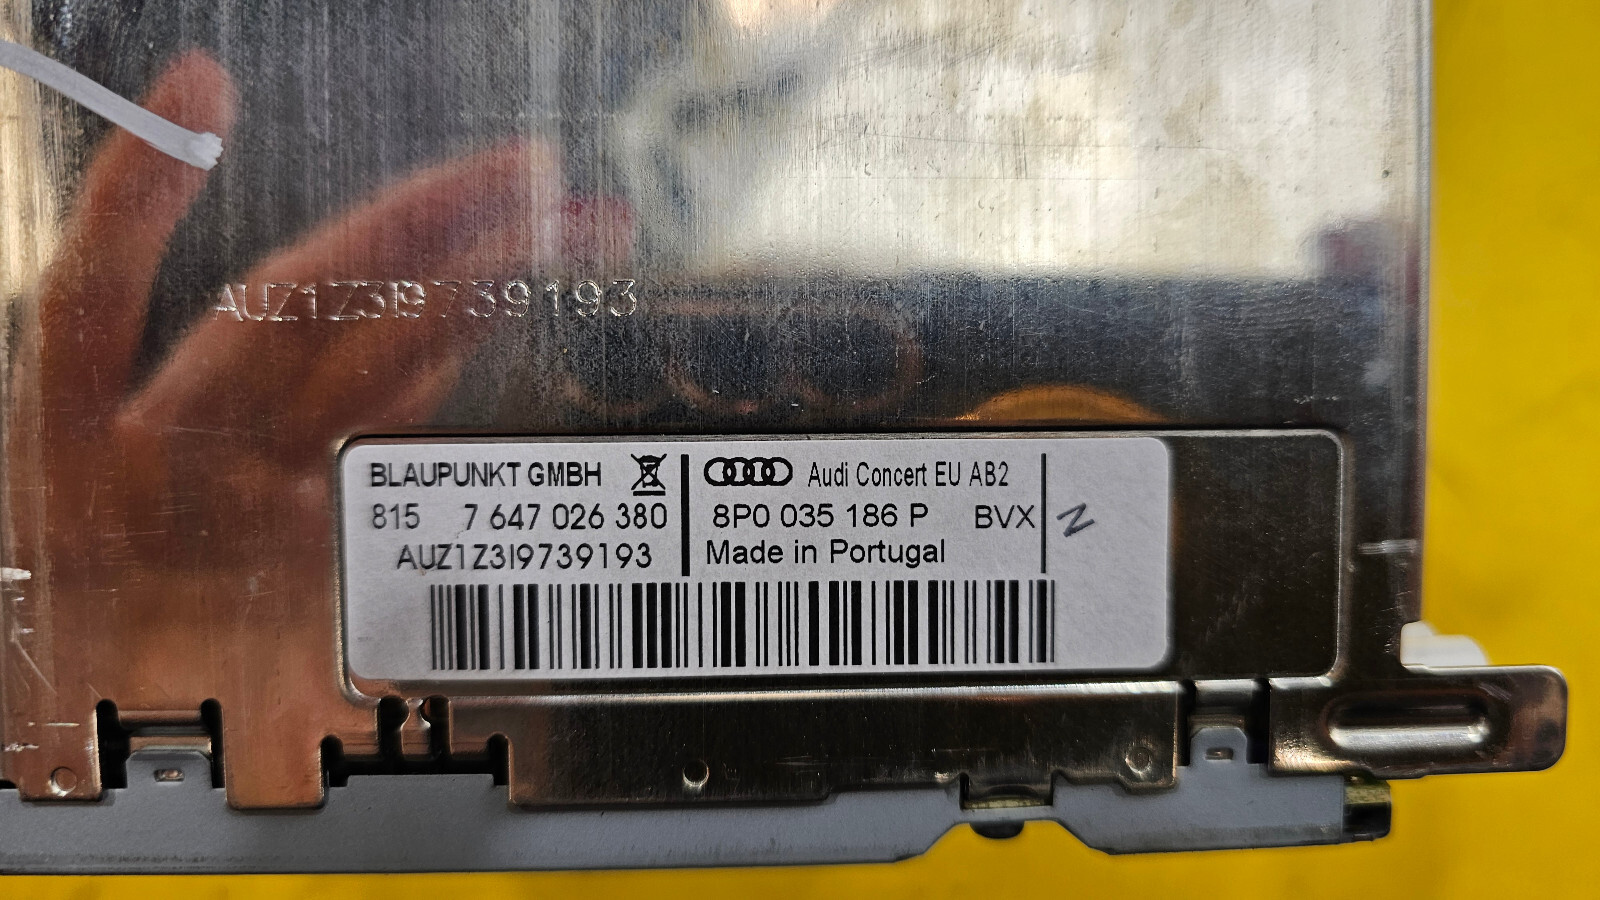 AUZ1Z3I9739193
BLAUPUNKT GMBH
815 7 647 026 380
AUZ1Z3I9739193
Audi Concert EU AB2
8P0 035 186 P BVX
Made in Portugal
Z